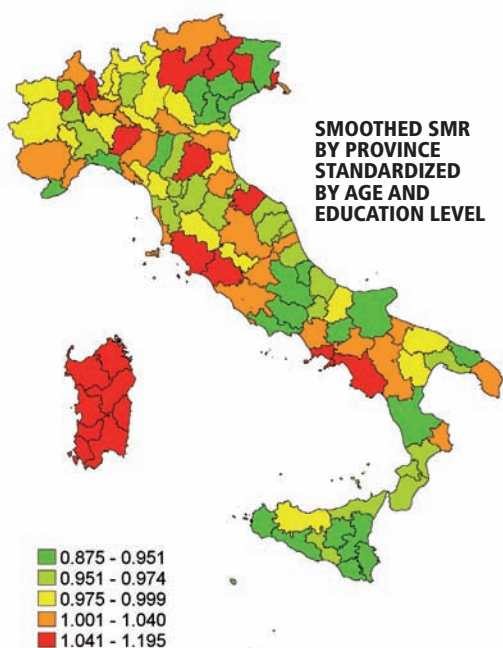 SMOOTHED SMR
BY PROVINCE
STANDARDIZED
BY AGE AND
EDUCATION LEVEL
0.875 - 0.951
0.951 - 0.974
0.975 - 0.999
1.001 - 1.040
1.041 - 1.195